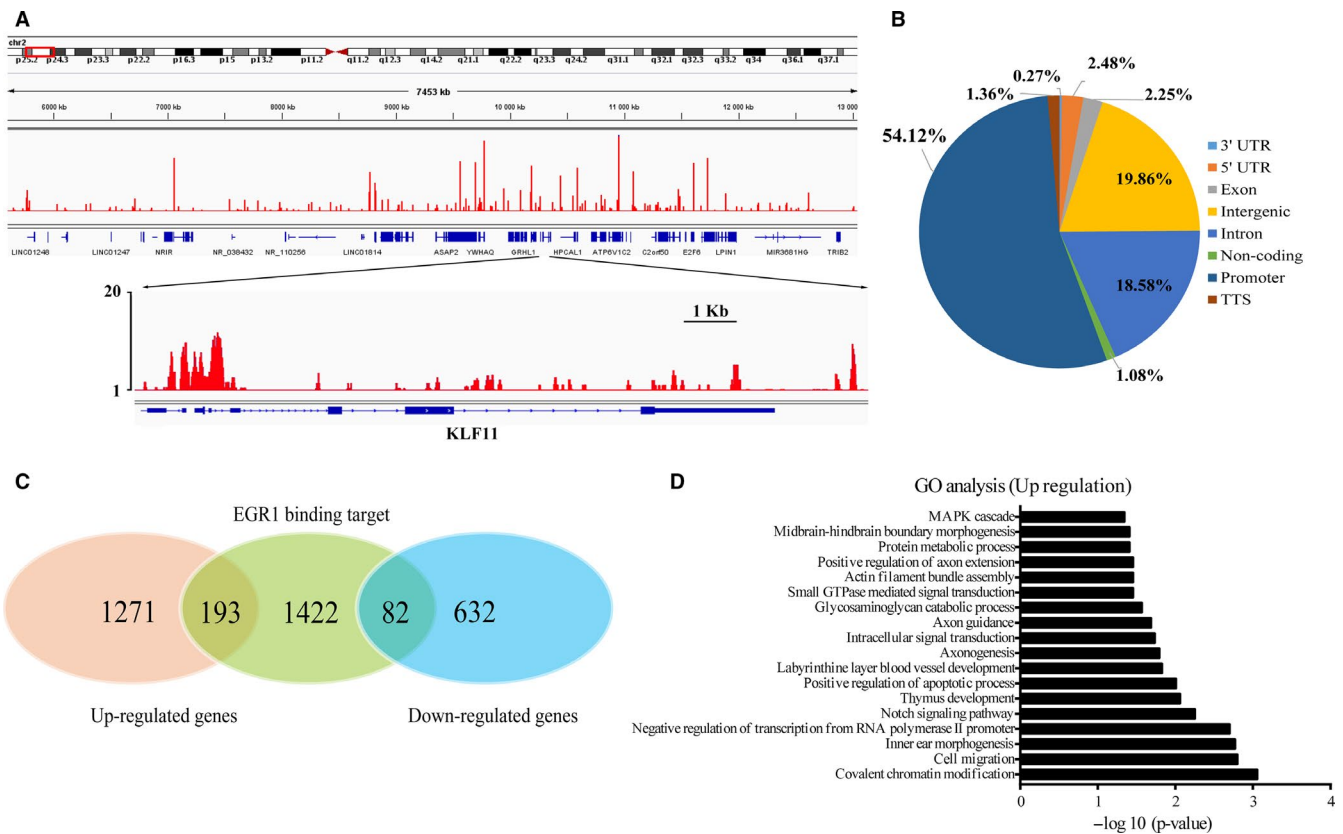 A
chr2
p25.2 p24.3 p23.3 p22.2 p16.3 p15 p13.2 p11.2 q11.2 q12.3 q14.2 q21.1 q22.2 q23.3 q24.2 q31.1 q32.1 q32.3 q33.2 q34 q36.1 q37.1
7453 kb
6000 kb 7000 kb 8000 kb 9000 kb 10 000 kb 11 000 kb 12 000 kb 13 000
LINC01248 LINC01247 NRIR NR_038432 NR_110256 LINC01814 ASAP2 YWHAQ GRHL1 HPCAL1 ATP6V1C2 C2orf50 E2F6 LPIN1 MIR3681HG TRIB2
20
1 Kb
1
KLF11
B
0.27%
2.48%
1.36%
2.25%
54.12%
19.86%
18.58%
1.08%
3' UTR
5' UTR
Exon
Intergenic
Intron
Non-coding
Promoter
TTS
C
EGR1 binding target
1271 193 1422 82 632
Up-regulated genes Down-regulated genes
D
GO analysis (Up regulation)
MAPK cascade
Midbrain-hindbrain boundary morphogenesis
Protein metabolic process
Positive regulation of axon extension
Actin filament bundle assembly
Small GTPase mediated signal transduction
Glycosaminoglycan catabolic process
Axon guidance
Intracellular signal transduction
Axonogenesis
Labyrinthine layer blood vessel development
Positive regulation of apoptotic process
Thymus development
Notch signaling pathway
Negative regulation of transcription from RNA polymerase II promoter
Inner ear morphogenesis
Cell migration
Covalent chromatin modification
0 1 2 3 4
−log 10 (p-value)